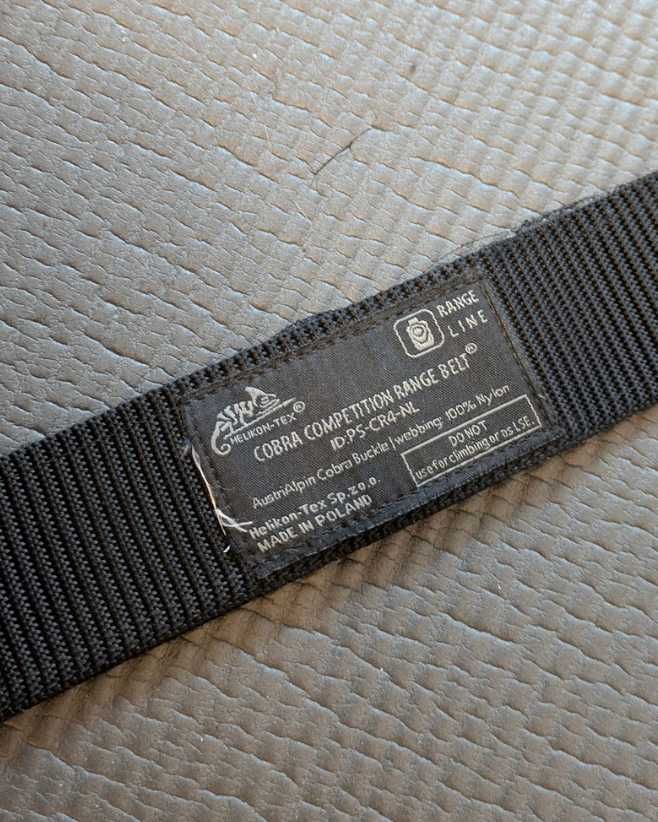 RANGE
LINE
HELIKON-TEX®
COBRA COMPETITION RANGE BELT®
ID:PS-CR4-NL
AustriAlpin Cobra Buckle / webbing: 100% Nylon
DO NOT
use for climbing or as LSE.
Helikon-Tex Sp.z o.o.
MADE IN POLAND